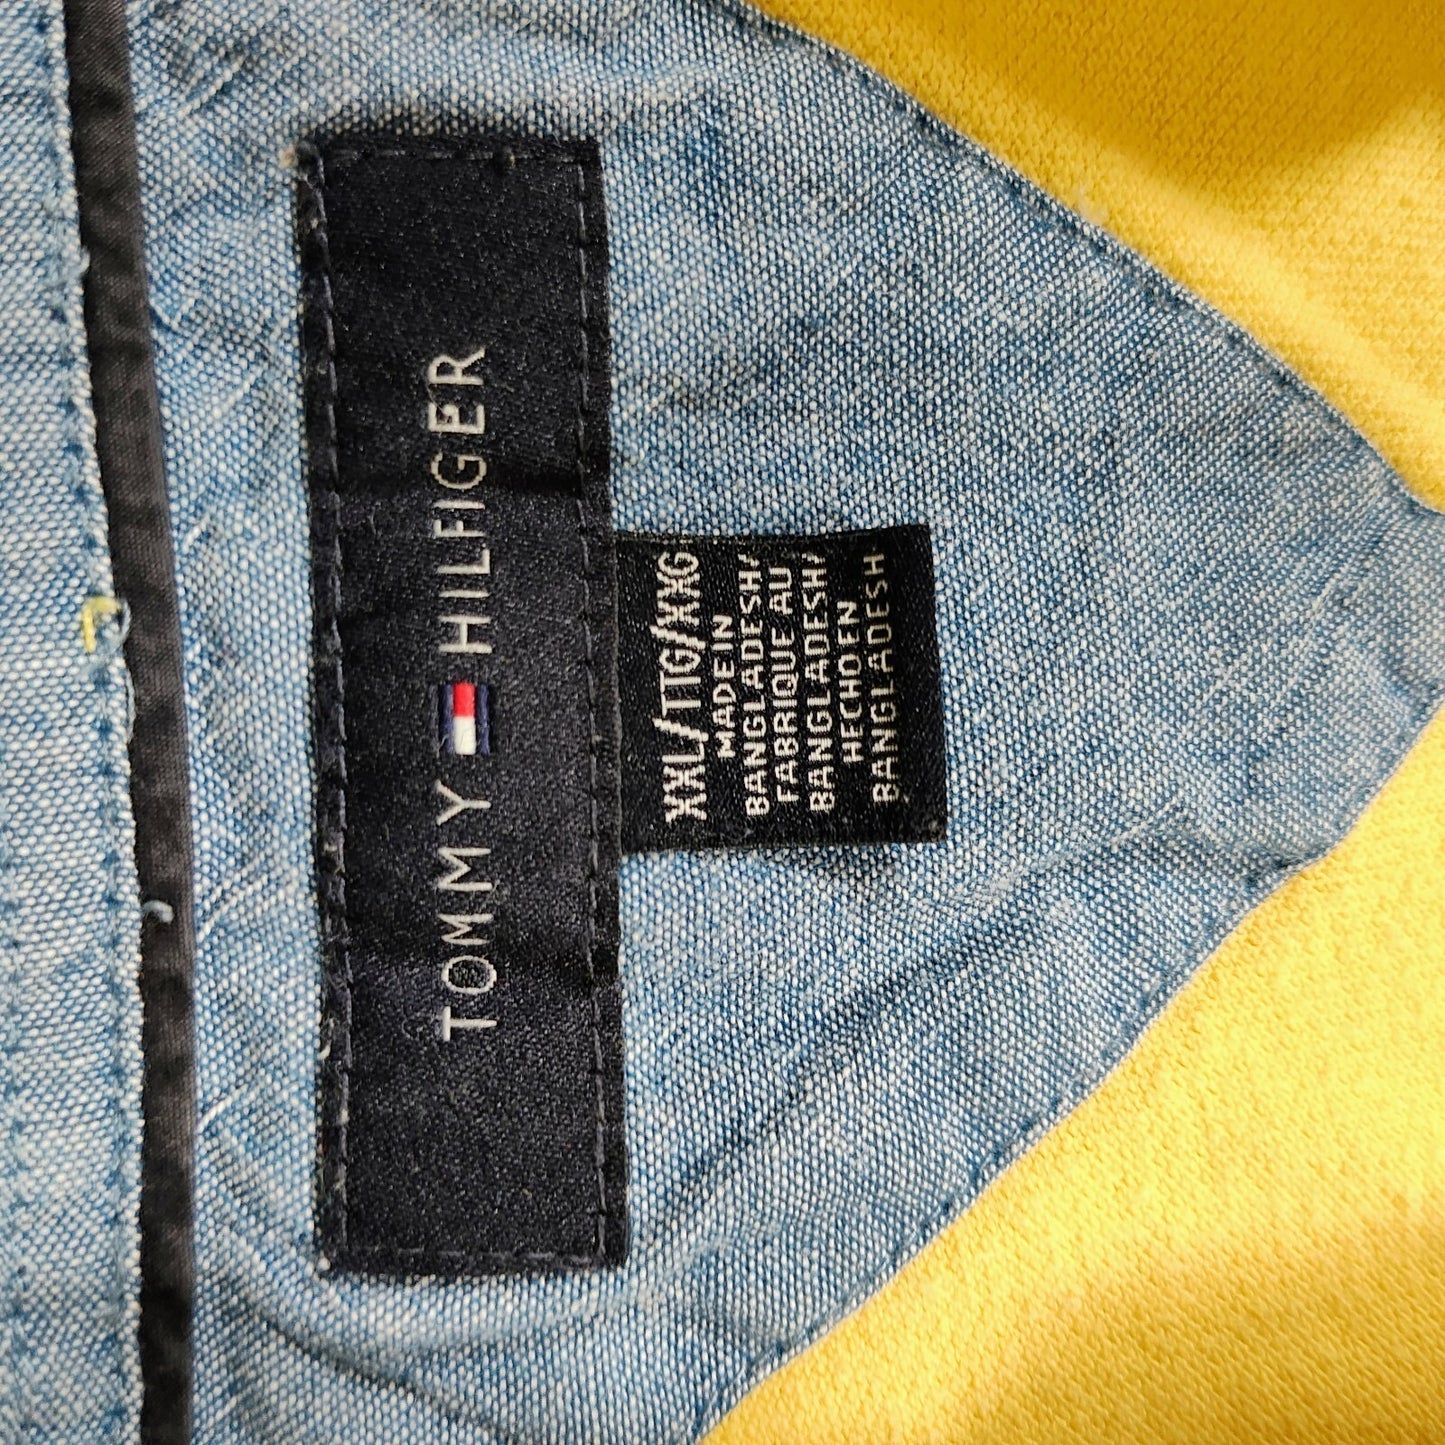 TOMMY HILFIGER
XXL/TTG/XXG
MADE IN
BANGLADESH/
FABRIQUE AU
BANGLADESH/
HECHOEN
BANGLADESH